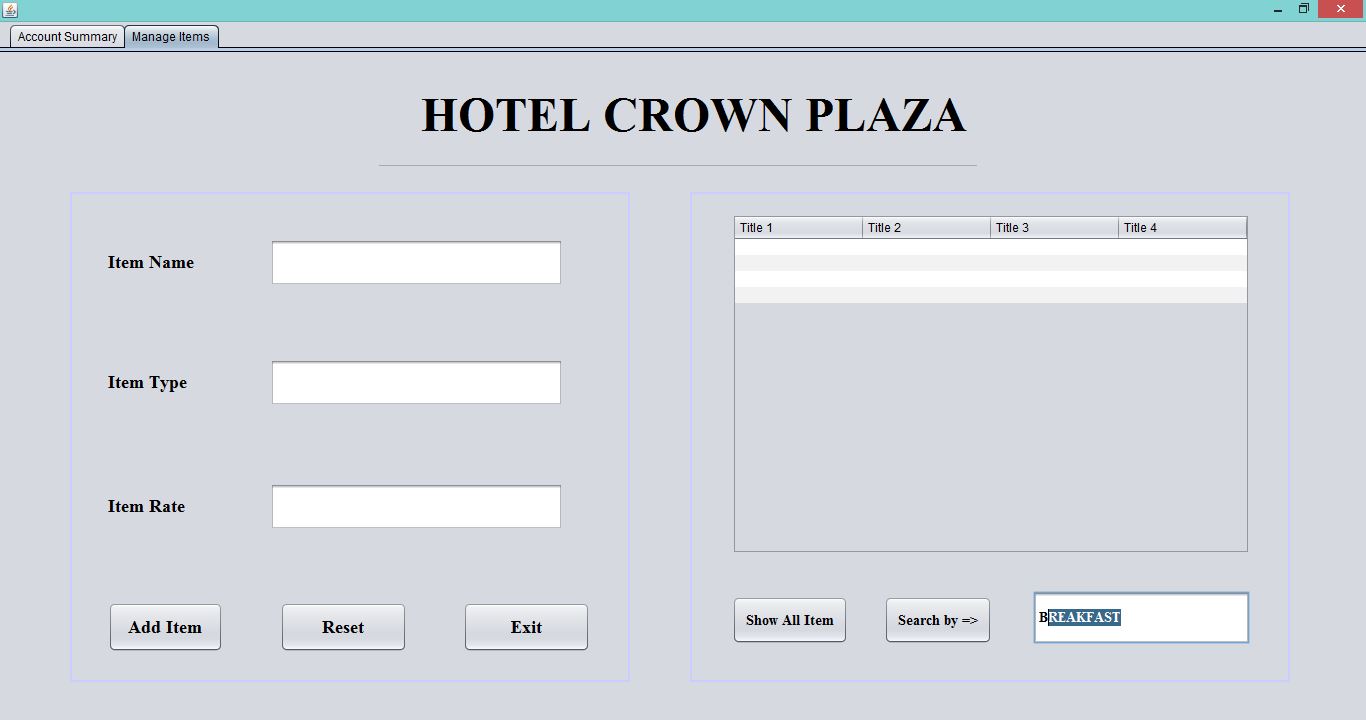 Account Summary Manage Items
HOTEL CROWN PLAZA
Item Name
Item Type
Item Rate
Add Item Reset Exit
Title 1 Title 2 Title 3 Title 4
Show All Item Search by => BREAKFAST